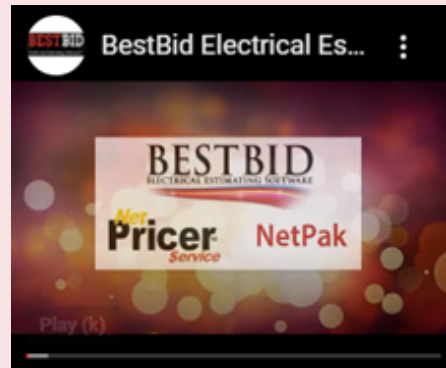 BESTBID
BestBid Electrical Es...
BESTBID
ELECTRICAL ESTIMATING SOFTWARE
Net
Pricer
Service
NetPak
Play (k)